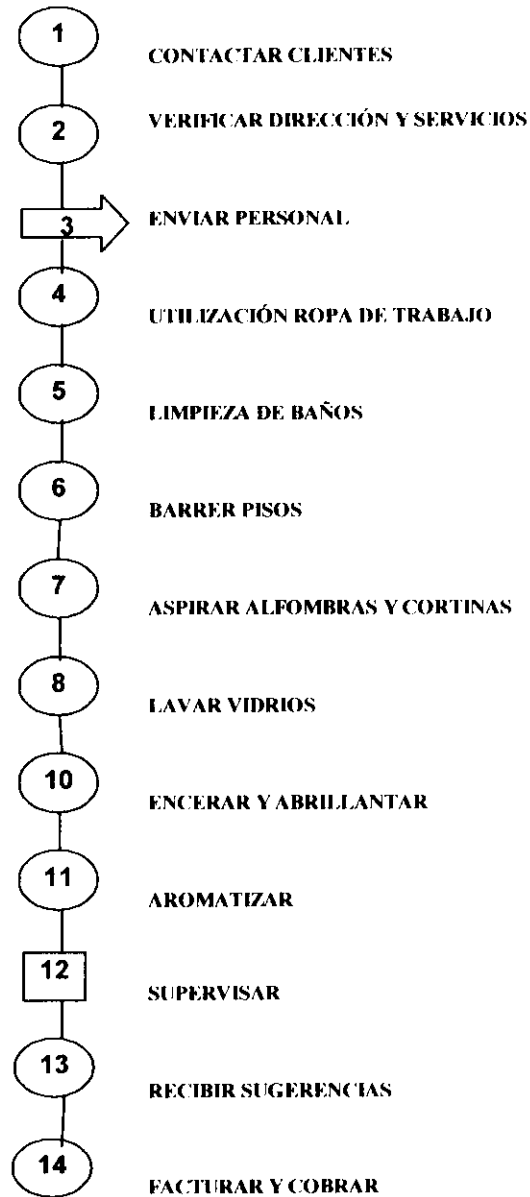 1
CONTACTAR CLIENTES
2
VERIFICAR DIRECCIÓN Y SERVICIOS
3
ENVIAR PERSONAL
4
UTILIZACIÓN ROPA DE TRABAJO
5
LIMPIEZA DE BAÑOS
6
BARRER PISOS
7
ASPIRAR ALFOMBRAS Y CORTINAS
8
LAVAR VIDRIOS
10
ENCERAR Y ABRILLANTAR
11
AROMATIZAR
12
SUPERVISAR
13
RECIBIR SUGERENCIAS
14
FACTURAR Y COBRAR